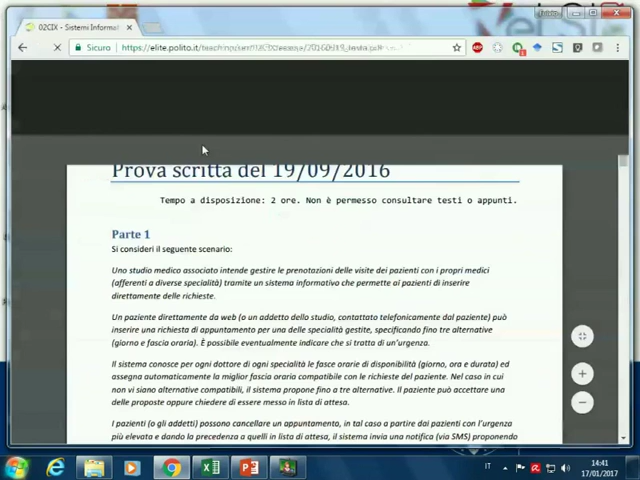 02CIX - Sistemi Informat
Sicuro
https://elite.polito.it/
Prova scritta del 19/09/2016
Tempo a disposizione: 2 ore. Non è permesso consultare testi o appunti.
Parte 1
Si consideri il seguente scenario:
Uno studio medico associato intende gestire le prenotazioni delle visite dei pazienti con i propri medici
(afferenti a diverse specialità) tramite un sistema informativo che permette ai pazienti di inserire
direttamente delle richieste.
Un paziente direttamente da web (o un addetto dello studio, contattato telefonicamente dal paziente) può
inserire una richiesta di appuntamento per una delle specialità gestite, specificando fino tre alternative
(giorno e fascia oraria). È possibile eventualmente indicare che si tratta di un'urgenza.
Il sistema conosce per ogni dottore di ogni specialità le fasce orarie di disponibilità (giorno, ora e durata) ed
assegna automaticamente la miglior fascia oraria compatibile con le richieste del paziente. Nel caso in cui
non vi siano alternative compatibili, il sistema propone fino a tre alternative. Il paziente può accettare una
delle proposte oppure chiedere di essere messo in lista di attesa.
I pazienti (o gli addetti) possono cancellare un appuntamento, in tal caso a partire dai pazienti con l'urgenza
più elevata e dando la precedenza a quelli in lista di attesa, il sistema invia una notifica (via SMS) proponendo
IT
14:41
17/01/2017